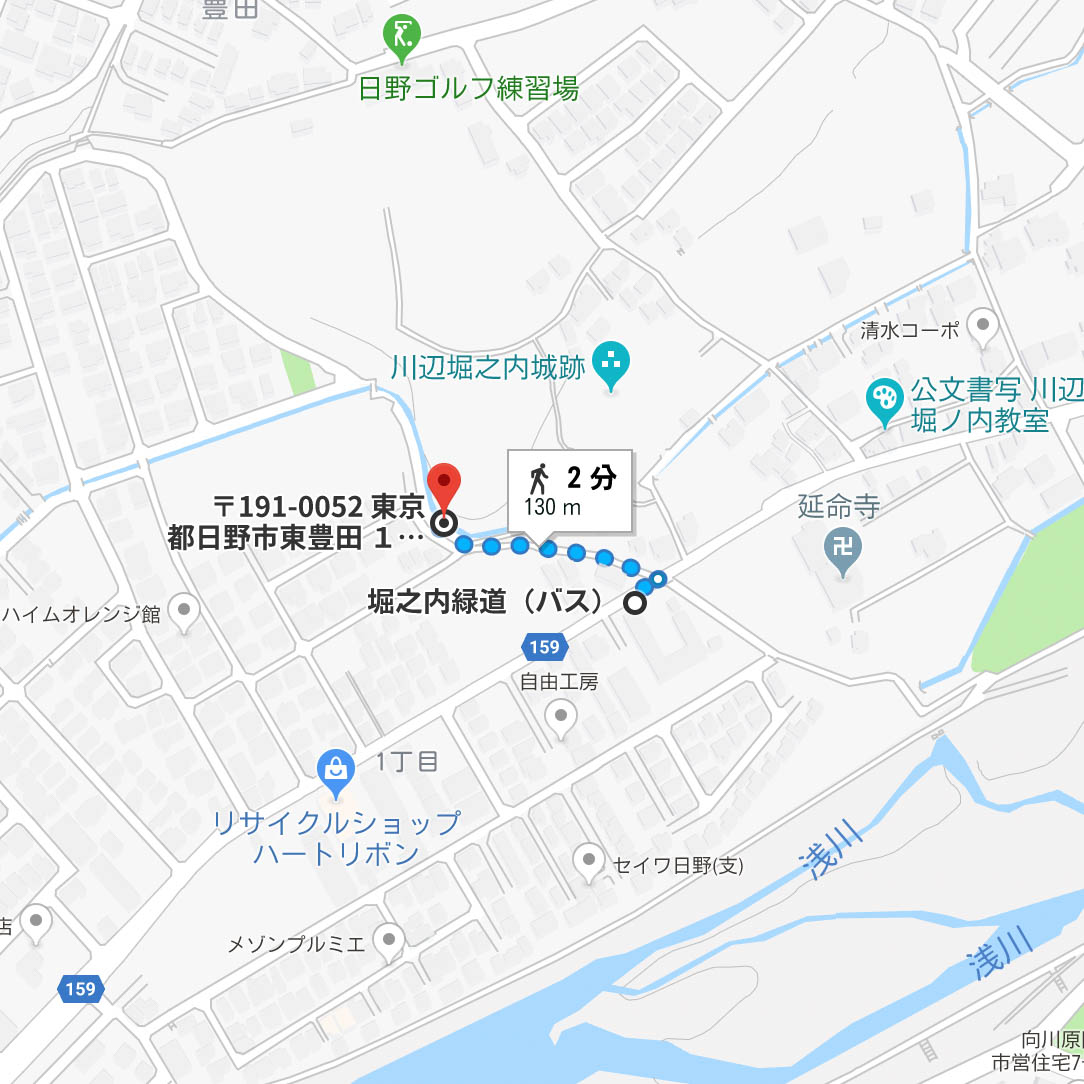 豊田
日野ゴルフ練習場
清水コーポ
川辺堀之内城跡
公文書写 川辺
堀ノ内教室
2 分
130 m
〒191-0052 東京
都日野市東豊田 1…
延命寺
堀之内緑道（バス）
ハイムオレンジ館
159
自由工房
1丁目
リサイクルショップ
ハートリボン
浅川
セイワ日野(支)
店
メゾンプルミエ
浅川
159
向川原団
市営住宅7-